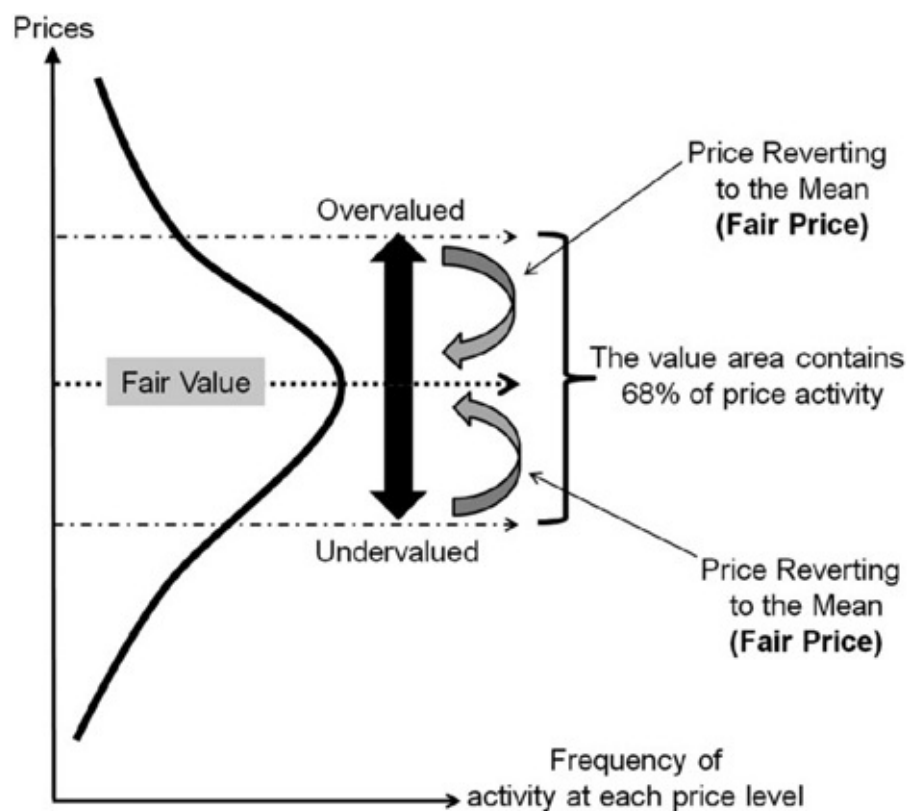 Prices
Price Reverting
to the Mean
(Fair Price)
Overvalued
Fair Value
The value area contains
68% of price activity
Undervalued
Price Reverting
to the Mean
(Fair Price)
Frequency of
activity at each price level